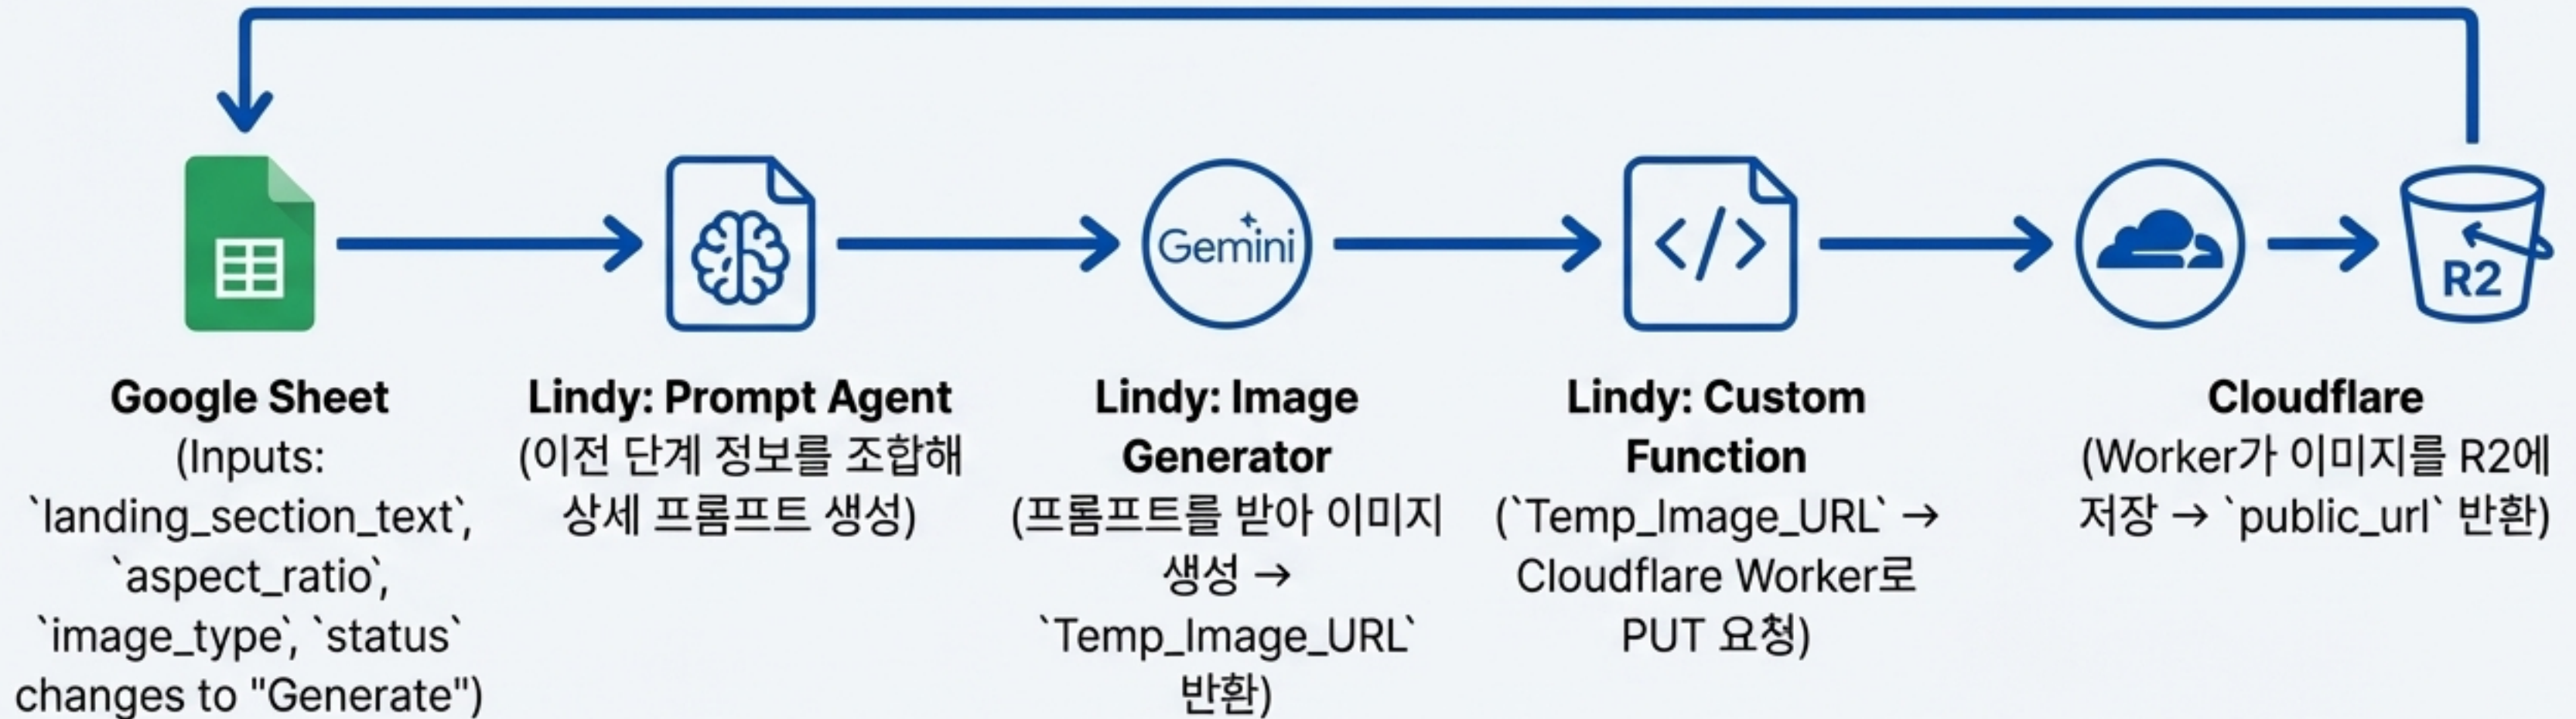 Gemini
</>
R2
Google Sheet
(Inputs:
`landing_section_text`,
`aspect_ratio`,
`image_type`, `status`
changes to "Generate")
Lindy: Prompt Agent
(이전 단계 정보를 조합해
상세 프롬프트 생성)
Lindy: Image
Generator
(프롬프트를 받아 이미지
생성 →
`Temp_Image_URL`
반환)
Lindy: Custom
Function
(`Temp_Image_URL` →
Cloudflare Worker로
PUT 요청)
Cloudflare
(Worker가 이미지를 R2에
저장 → `public_url` 반환)